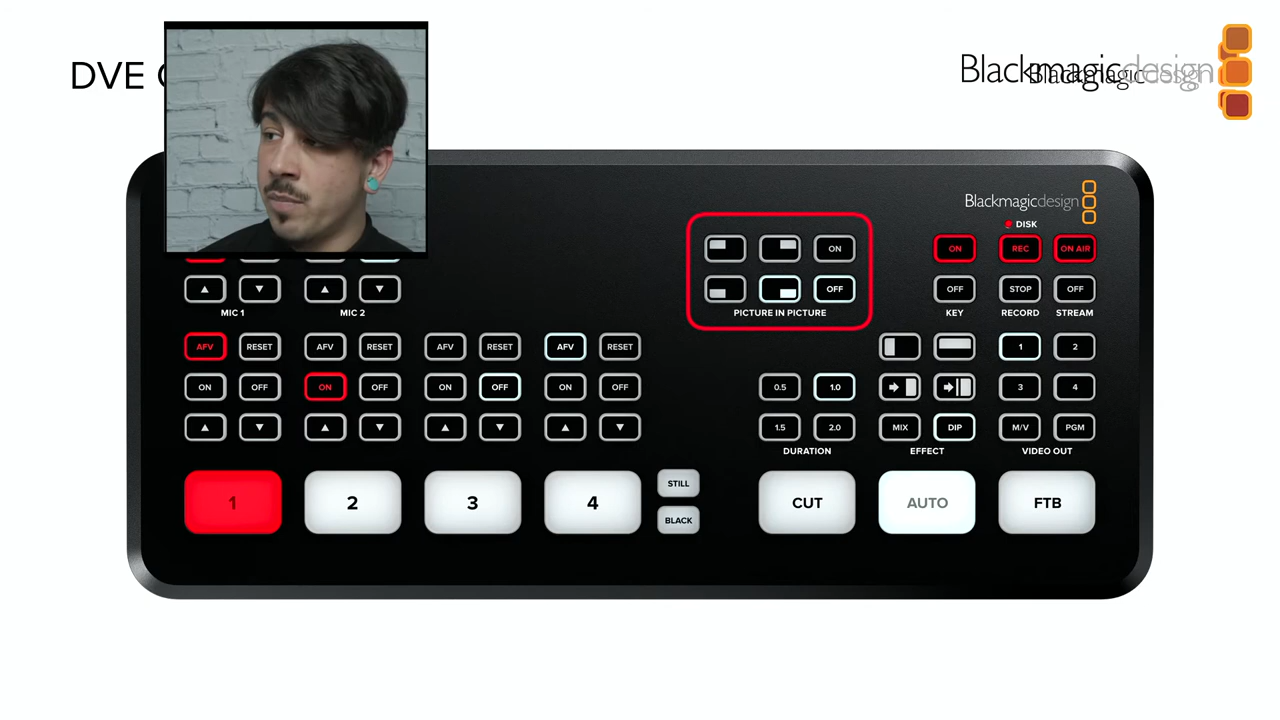 DVE
Blackmagicdesign
Blackmagicdesign
Blackmagicdesign
DISK
ON
ON
REC
ON AIR
OFF
OFF
STOP
OFF
MIC 1
MIC 2
PICTURE IN PICTURE
KEY
RECORD
STREAM
AFV
RESET
AFV
RESET
AFV
RESET
AFV
RESET
1
2
ON
OFF
ON
OFF
ON
OFF
ON
OFF
0.5
1.0
3
4
1.5
2.0
MIX
DIP
M/V
PGM
DURATION
EFFECT
VIDEO OUT
1
2
3
4
STILL
BLACK
CUT
AUTO
FTB